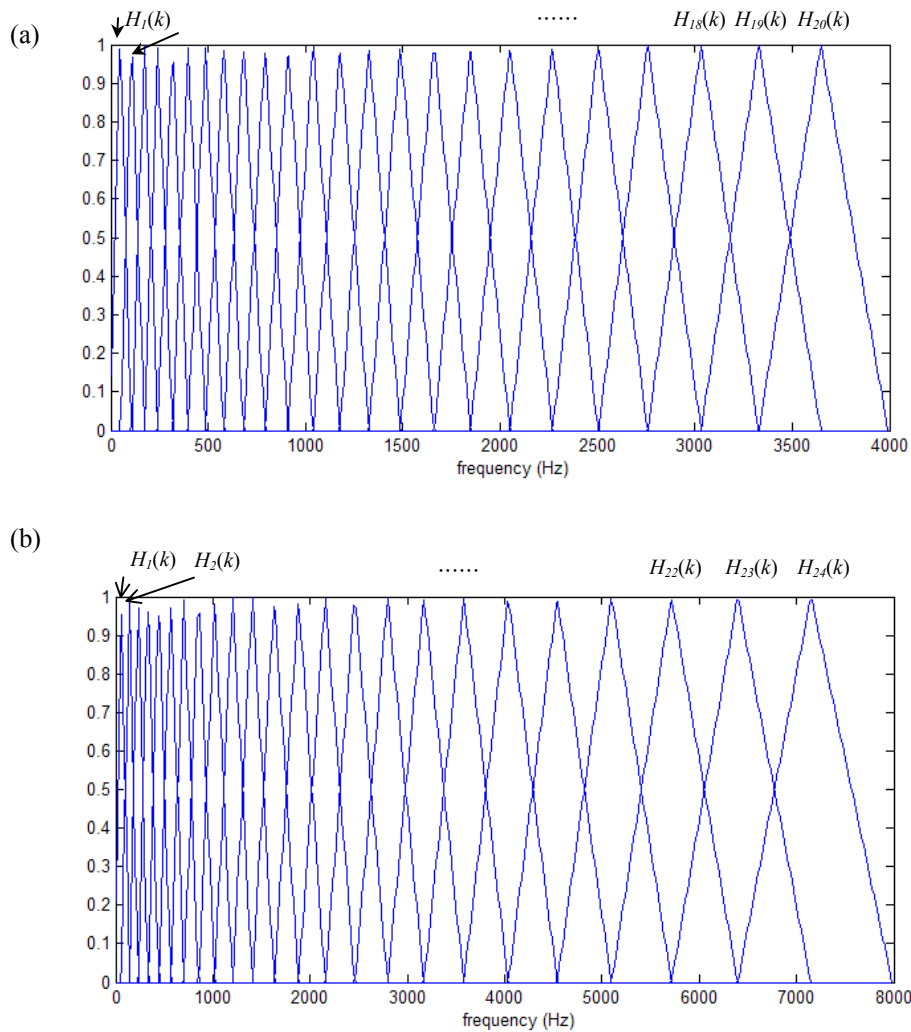 (a)
H1(k)
......
H18(k) H19(k) H20(k)
1
0.9
0.8
0.7
0.6
0.5
0.4
0.3
0.2
0.1
0
0 500 1000 1500 2000 2500 3000 3500 4000
frequency (Hz)
(b)
H1(k) H2(k)
......
H22(k) H23(k) H24(k)
1
0.9
0.8
0.7
0.6
0.5
0.4
0.3
0.2
0.1
0
0 1000 2000 3000 4000 5000 6000 7000 8000
frequency (Hz)